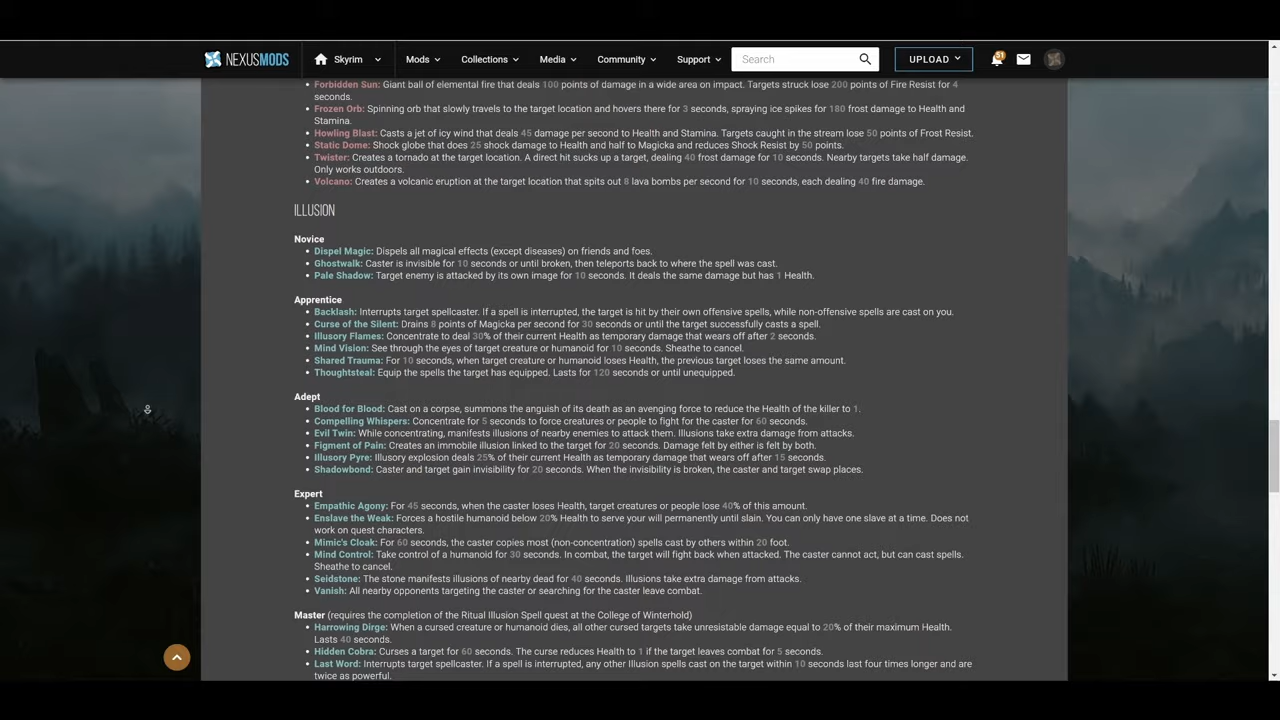 NEXUSMODS
Skyrim
Mods
Collections
Media
Community
Support
Search
UPLOAD
51
Forbidden Sun: Giant ball of elemental fire that deals 100 points of damage in a wide area on impact. Targets struck lose 200 points of Fire Resist for 4
seconds.
Frozen Orb: Spinning orb that slowly travels to the target location and hovers there for 3 seconds, spraying ice spikes for 180 frost damage to Health and
Stamina.
Howling Blast: Casts a jet of icy wind that deals 45 damage per second to Health and Stamina. Targets caught in the stream lose 50 points of Frost Resist.
Static Dome: Shock globe that does 25 shock damage to Health and half to Magicka and reduces Shock Resist by 50 points.
Twister: Creates a tornado at the target location. A direct hit sucks up a target, dealing 40 frost damage for 10 seconds. Nearby targets take half damage.
Only works outdoors.
Volcano: Creates a volcanic eruption at the target location that spits out 8 lava bombs per second for 10 seconds, each dealing 40 fire damage.
ILLUSION
Novice
Dispel Magic: Dispels all magical effects (except diseases) on friends and foes.
Ghostwalk: Caster is invisible for 10 seconds or until broken, then teleports back to where the spell was cast.
Pale Shadow: Target enemy is attacked by its own image for 10 seconds. It deals the same damage but has 1 Health.
Apprentice
Backlash: Interrupts target spellcaster. If a spell is interrupted, the target is hit by their own offensive spells, while non-offensive spells are cast on you.
Curse of the Silent: Drains 8 points of Magicka per second for 30 seconds or until the target successfully casts a spell.
Illusory Flames: Concentrate to deal 30% of their current Health as temporary damage that wears off after 2 seconds.
Mind Vision: See through the eyes of target creature or humanoid for 10 seconds. Sheathe to cancel.
Shared Trauma: For 10 seconds, when target creature or humanoid loses Health, the previous target loses the same amount.
Thoughtsteal: Equip the spells the target has equipped. Lasts for 120 seconds or until unequipped.
Adept
Blood for Blood: Cast on a corpse, summons the anguish of its death as an avenging force to reduce the Health of the killer to 1.
Compelling Whispers: Concentrate for 5 seconds to force creatures or people to fight for the caster for 60 seconds.
Evil Twin: While concentrating, manifests illusions of nearby enemies to attack them. Illusions take extra damage from attacks.
Figment of Pain: Creates an immobile illusion linked to the target for 20 seconds. Damage felt by either is felt by both.
Illusory Pyre: Illusory explosion deals 25% of their current Health as temporary damage that wears off after 15 seconds.
Shadowbond: Caster and target gain invisibility for 20 seconds. When the invisibility is broken, the caster and target swap places.
Expert
Empathic Agony: For 45 seconds, when the caster loses Health, target creatures or people lose 40% of this amount.
Enslave the Weak: Forces a hostile humanoid below 20% Health to serve your will permanently until slain. You can only have one slave at a time. Does not
work on quest characters.
Mimic's Cloak: For 60 seconds, the caster copies most (non-concentration) spells cast by others within 20 foot.
Mind Control: Take control of a humanoid for 30 seconds. In combat, the target will fight back when attacked. The caster cannot act, but can cast spells.
Sheathe to cancel.
Seidstone: The stone manifests illusions of nearby dead for 40 seconds. Illusions take extra damage from attacks.
Vanish: All nearby opponents targeting the caster or searching for the caster leave combat.
Master (requires the completion of the Ritual Illusion Spell quest at the College of Winterhold)
Harrowing Dirge: When a cursed creature or humanoid dies, all other cursed targets take unresistable damage equal to 20% of their maximum Health.
Lasts 40 seconds.
Hidden Cobra: Curses a target for 60 seconds. The curse reduces Health to 1 if the target leaves combat for 5 seconds.
Last Word: Interrupts target spellcaster. If a spell is interrupted, any other Illusion spells cast on the target within 10 seconds last four times longer and are
twice as powerful.